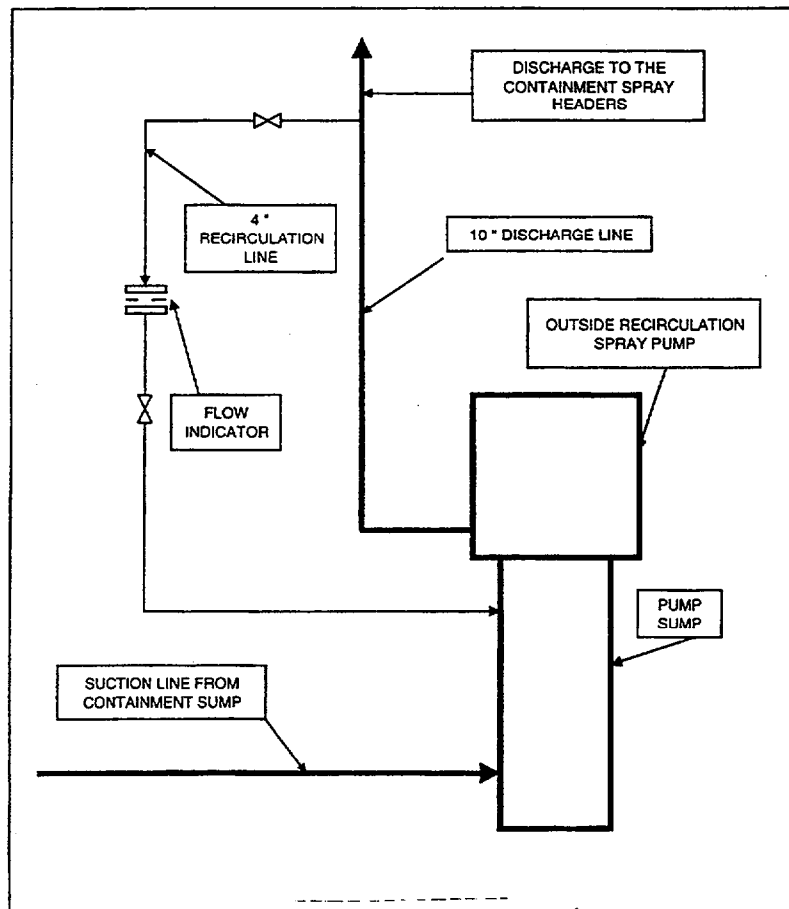 DISCHARGE TO THE
CONTAINMENT SPRAY
HEADERS
4 "
RECIRCULATION
LINE
10 " DISCHARGE LINE
OUTSIDE RECIRCULATION
SPRAY PUMP
FLOW
INDICATOR
PUMP
SUMP
SUCTION LINE FROM
CONTAINMENT SUMP